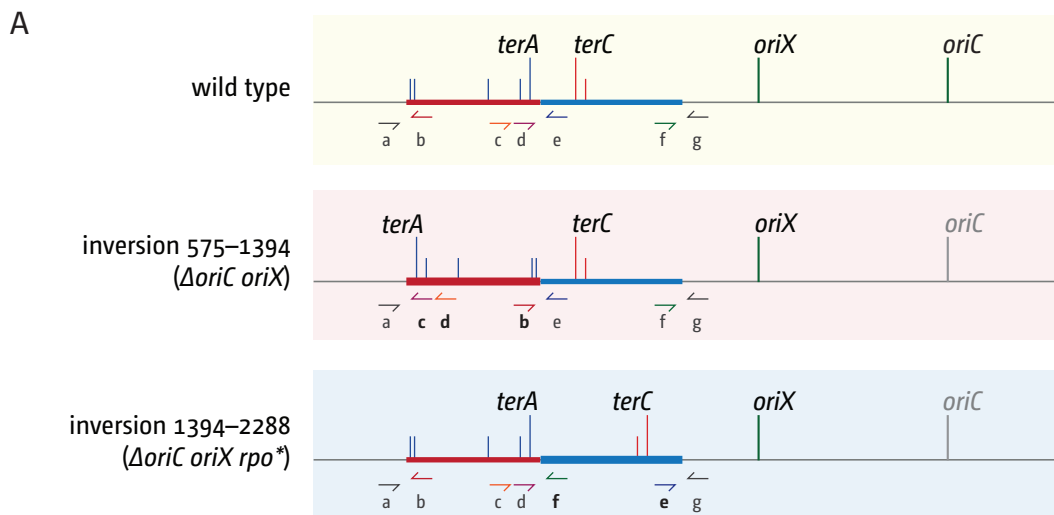 A
terA terC oriX oriC
wild type
a b c d e f g
terA terC oriX oriC
inversion 575–1394
(ΔoriC oriX)
a c d b e f g
terA terC oriX oriC
inversion 1394–2288
(ΔoriC oriX rpo*)
a b c d f e g